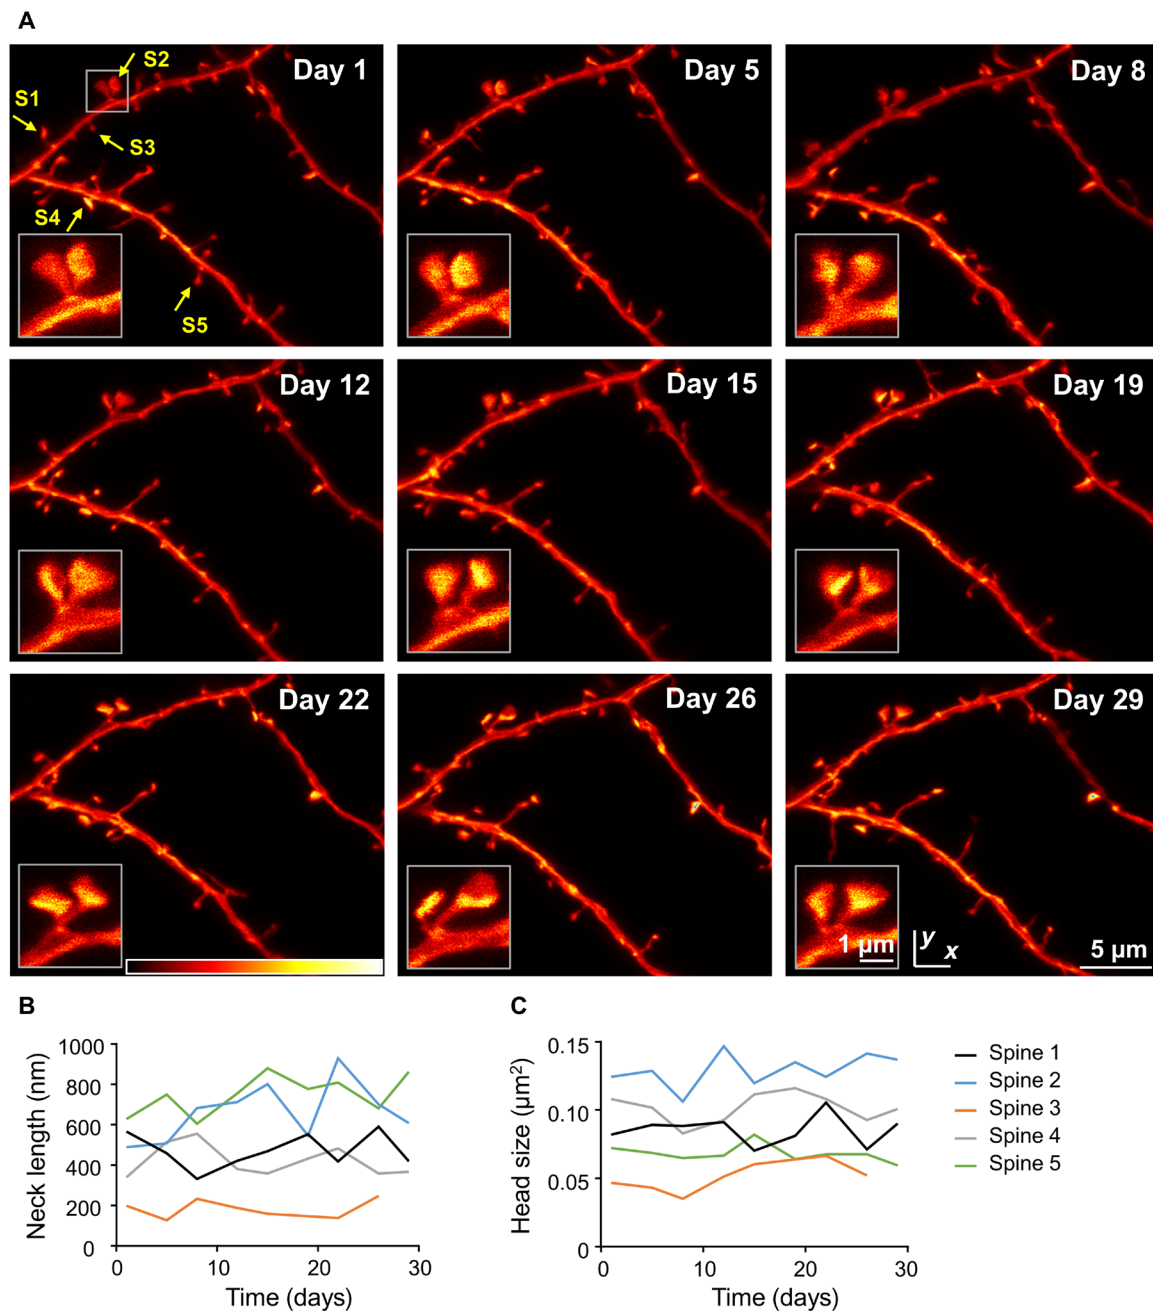 A
Day 1
Day 5
Day 8
S1
S2
S3
S4
S5
Day 12
Day 15
Day 19
Day 22
Day 26
Day 29
1 µm
y
x
5 µm
B
Neck length (nm)
1000
800
600
400
200
0
0
10
20
30
Time (days)
C
Head size (µm²)
0.15
0.10
0.05
0
0
10
20
30
Time (days)
Spine 1
Spine 2
Spine 3
Spine 4
Spine 5